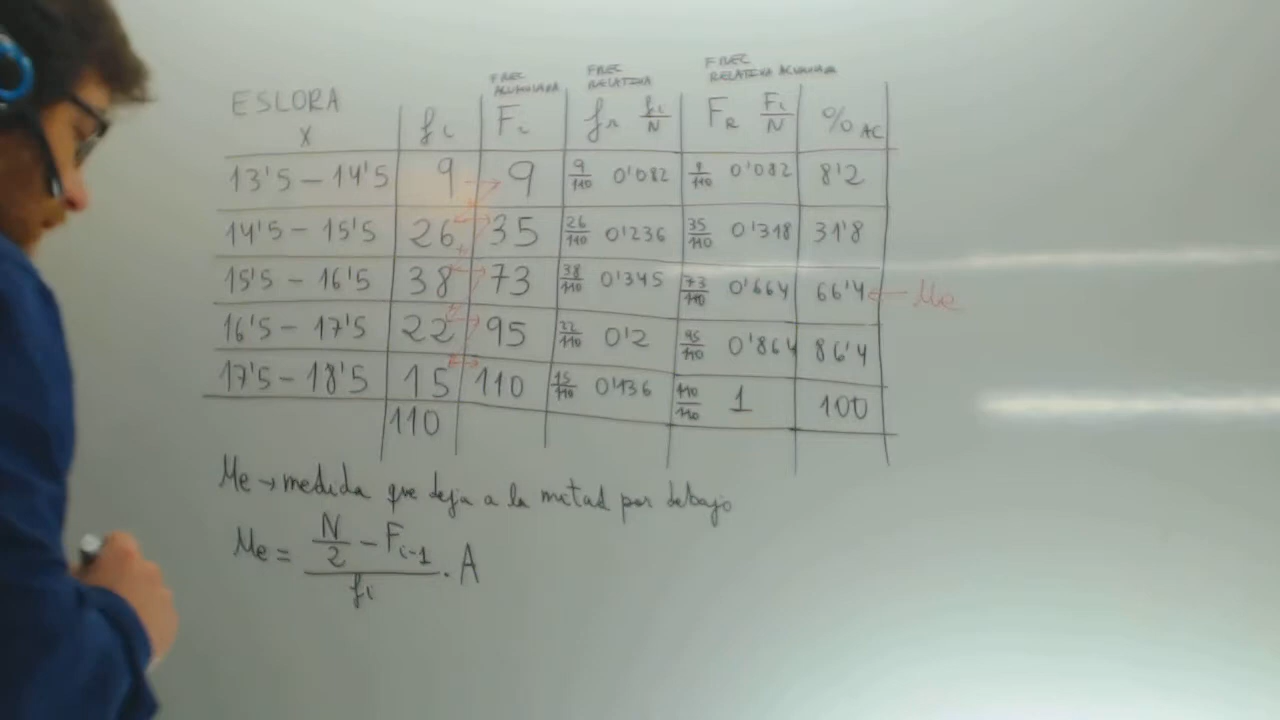 FREC ACUMULADA
FREC RELATIVA
FREC RELATIVA ACUMULADA
ESLORA X fi Fi fR fi/N FR Fi/N % AC
13'5 – 14'5 9 9 9/110 0'082 9/110 0'082 8'2
14'5 – 15'5 26 35 26/110 0'236 35/110 0'318 31'8
15'5 – 16'5 38 73 38/110 0'345 73/110 0'664 66'4 ← Me
16'5 – 17'5 22 95 22/110 0'2 95/110 0'864 86'4
17'5 – 18'5 15 110 15/110 0'136 110/110 1 100
110
Me → medida que deja a la mitad por debajo
Me = (N/2 – Fi-1)/fi · A